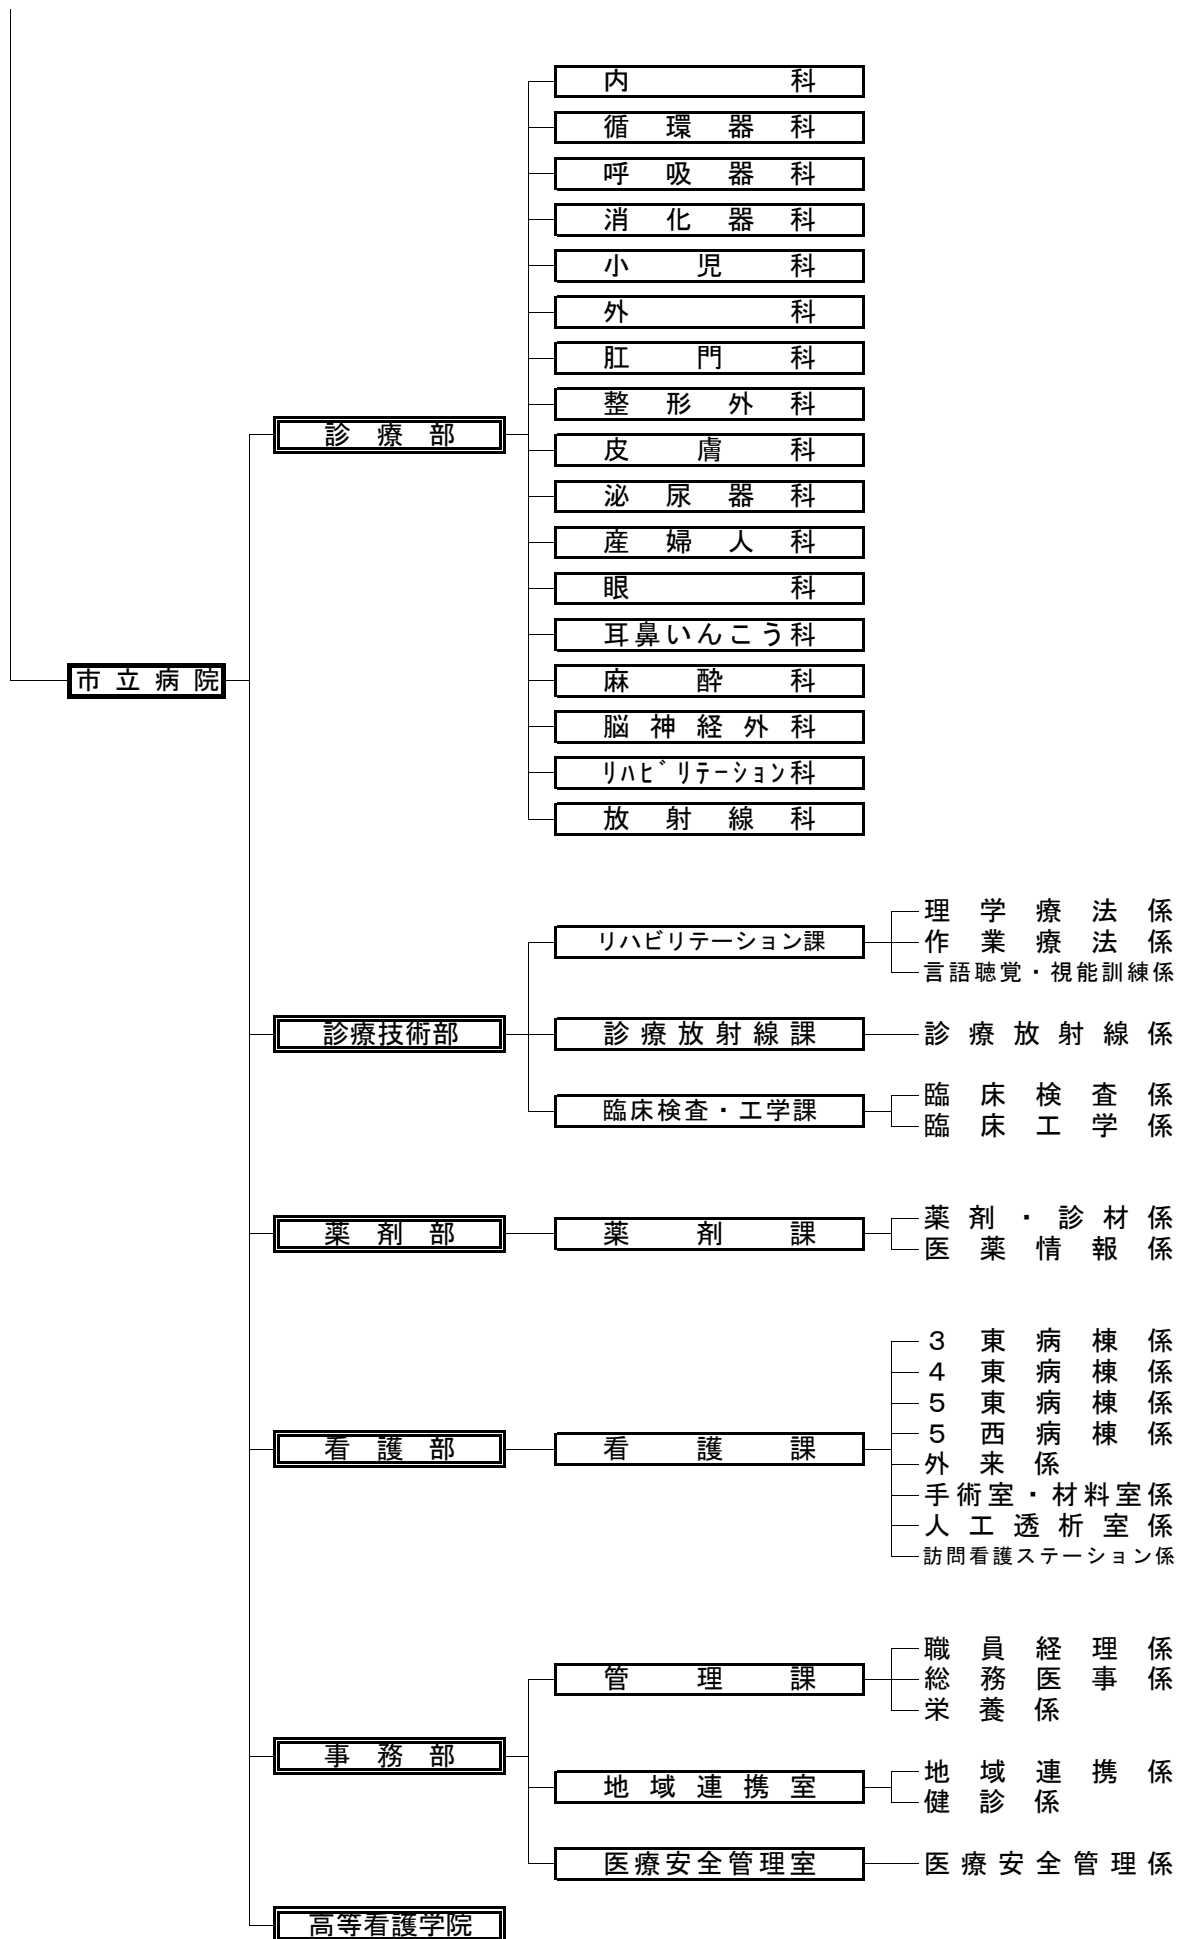 内科
循環器科
呼吸器科
消化器科
小児科
外科
肛門科
整形外科
診療部
皮膚科
泌尿器科
産婦人科
眼科
耳鼻いんこう科
市立病院
麻酔科
脳神経外科
ﾘﾊﾋﾞﾘﾃｰｼｮﾝ科
放射線科
理学療法係
リハビリテーション課
作業療法係
言語聴覚・視能訓練係
診療技術部
診療放射線課
診療放射線係
臨床検査係
臨床検査・工学課
臨床工学係
薬剤・診材係
薬剤部
薬剤課
医薬情報係
３東病棟係
４東病棟係
５東病棟係
５西病棟係
看護部
看護課
外来係
手術室・材料室係
人工透析室係
訪問看護ステーション係
職員経理係
管理課
総務医事係
栄養係
事務部
地域連携係
地域連携室
健診係
医療安全管理室
医療安全管理係
高等看護学院